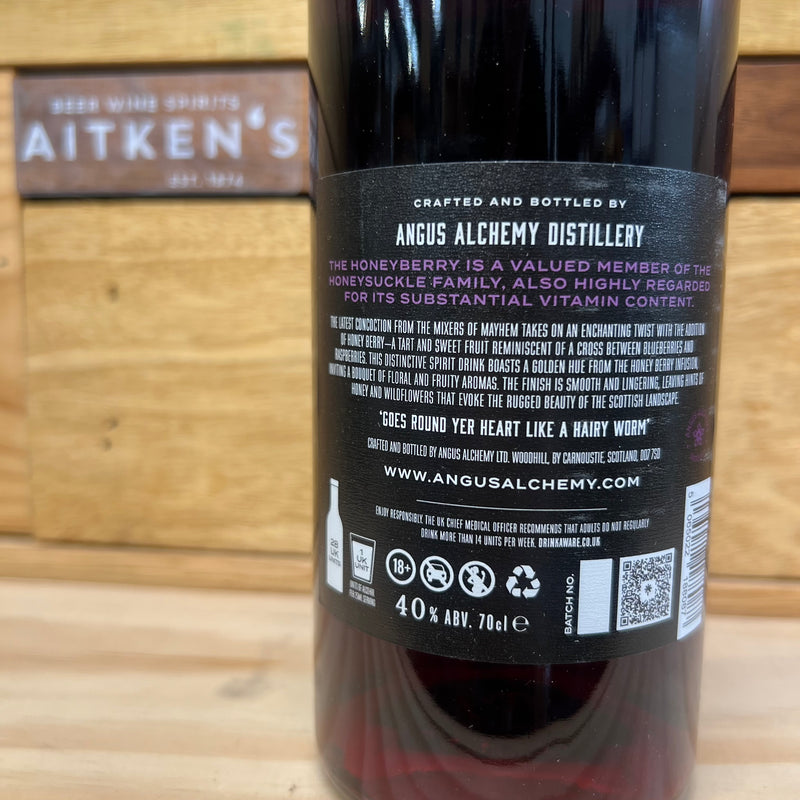 BEER WINE SPIRITS
AITKEN'S
EST. 1874
CRAFTED AND BOTTLED BY
ANGUS ALCHEMY DISTILLERY
THE HONEYBERRY IS A VALUED MEMBER OF THE
HONEYSUCKLE FAMILY, ALSO HIGHLY REGARDED
FOR ITS SUBSTANTIAL VITAMIN CONTENT.
THE LATEST CONCOCTION FROM THE MIXERS OF MAYHEM TAKES ON AN ENCHANTING TWIST WITH THE ADDITION
OF HONEY BERRY—A TART AND SWEET FRUIT REMINISCENT OF A CROSS BETWEEN BLUEBERRIES AND
RASPBERRIES. THIS DISTINCTIVE SPIRIT DRINK BOASTS A GOLDEN HUE FROM THE HONEY BERRY INFUSION,
INVITING A BOUQUET OF FLORAL AND FRUITY AROMAS. THE FINISH IS SMOOTH AND LINGERING, LEAVING HINTS OF
HONEY AND WILDFLOWERS THAT EVOKE THE RUGGED BEAUTY OF THE SCOTTISH LANDSCAPE.
'GOES ROUND YER HEART LIKE A HAIRY WORM'
CRAFTED AND BOTTLED BY ANGUS ALCHEMY LTD. WOODHILL, BY CARNOUSTIE, SCOTLAND, DD7 7SD
WWW.ANGUSALCHEMY.COM
ENJOY RESPONSIBLY. THE UK CHIEF MEDICAL OFFICER RECOMMENDS THAT ADULTS DO NOT REGULARLY
DRINK MORE THAN 14 UNITS PER WEEK. DRINKAWARE.CO.UK
28
UK
UNITS
1
UK
UNIT
UNITS OF ALCOHOL
PER 25ML SERVING
18+
40% ABV. 70cl e
BATCH NO.